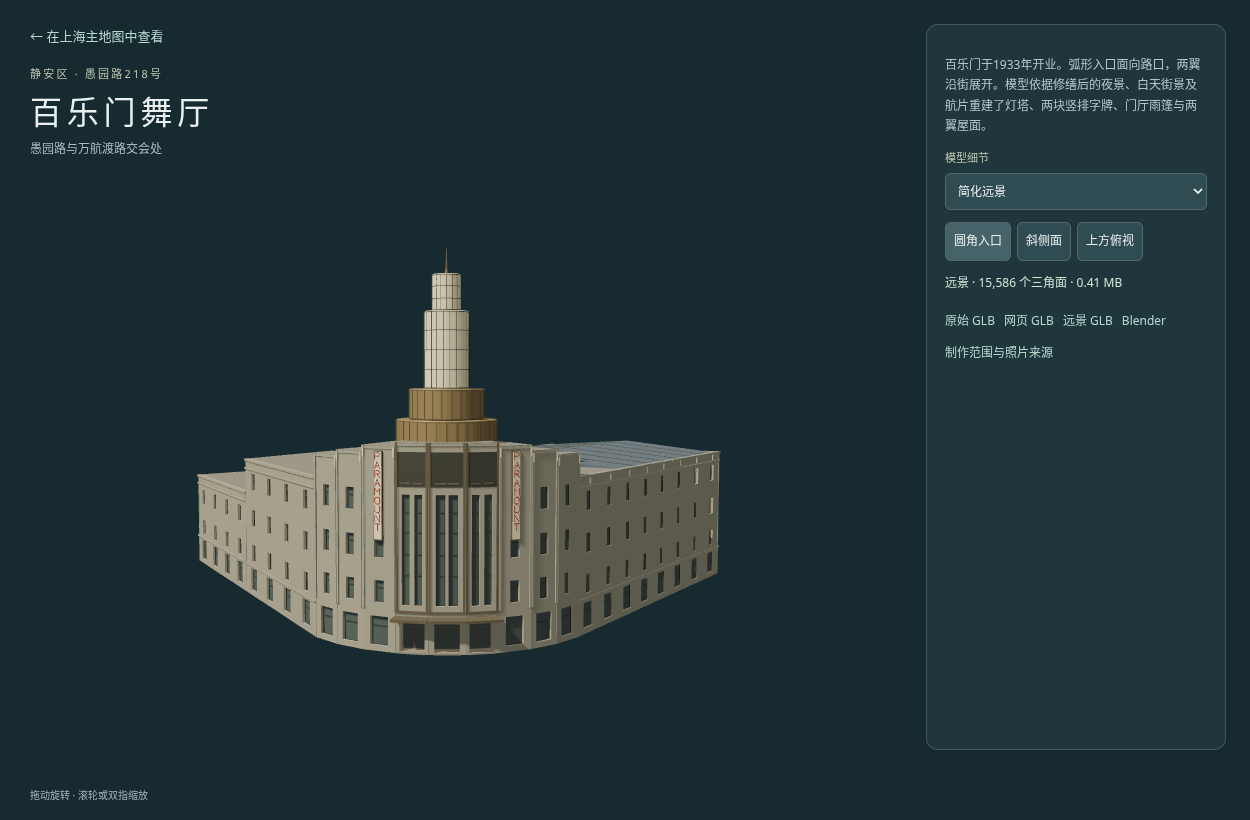 ← 在上海主地图中查看
静安区 · 愚园路218号
百乐门舞厅
愚园路与万航渡路交会处
PARAMOUNT
PARAMOUNT
拖动旋转 · 滚轮或双指缩放
百乐门于1933年开业。弧形入口面向路口，两翼
沿街展开。模型依据修缮后的夜景、白天街景及
航片重建了灯塔、两块竖排字牌、门厅雨篷与两
翼屋面。
模型细节
简化远景
圆角入口 斜侧面 上方俯视
远景 · 15,586 个三角面 · 0.41 MB
原始 GLB 网页 GLB 远景 GLB Blender
制作范围与照片来源